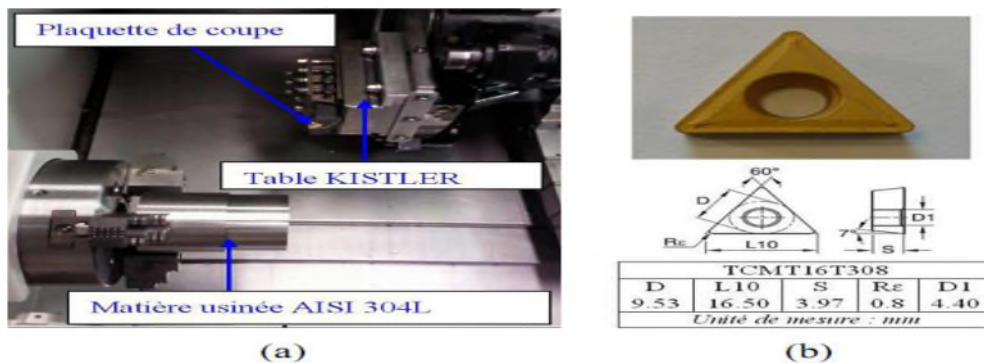 Plaquette de coupe
Table KISTLER
Matière usinée AISI 304L
(a)
60°
D
Rε
L10
7°
S
D1
TCMT16T308
D L10 S Rε D1
9.53 16.50 3.97 0.8 4.40
Unité de mesure : mm
(b)